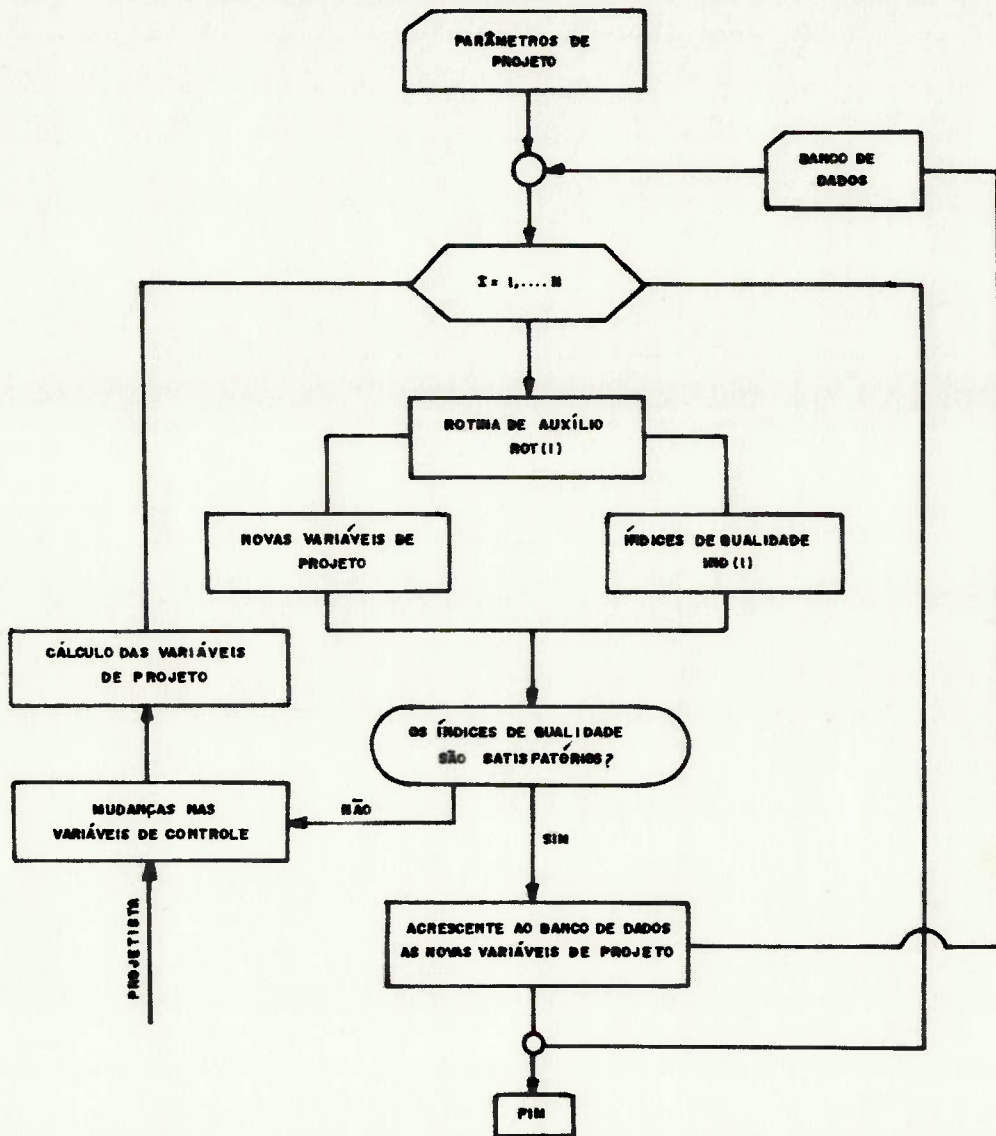 PARÂMETROS DE
PROJETO
BANCO DE
DADOS
I = 1,.... N
ROTINA DE AUXÍLIO
ROT(I)
NOVAS VARIÁVEIS DE
PROJETO
ÍNDICES DE QUALIDADE
IND(I)
CÁLCULO DAS VARIÁVEIS
DE PROJETO
OS ÍNDICES DE QUALIDADE
SÃO SATISFATÓRIOS?
MUDANÇAS NAS
VARIÁVEIS DE CONTROLE
NÃO
SIM
PROJETISTA
ACRESCENTE AO BANCO DE DADOS
AS NOVAS VARIÁVEIS DE PROJETO
FIM